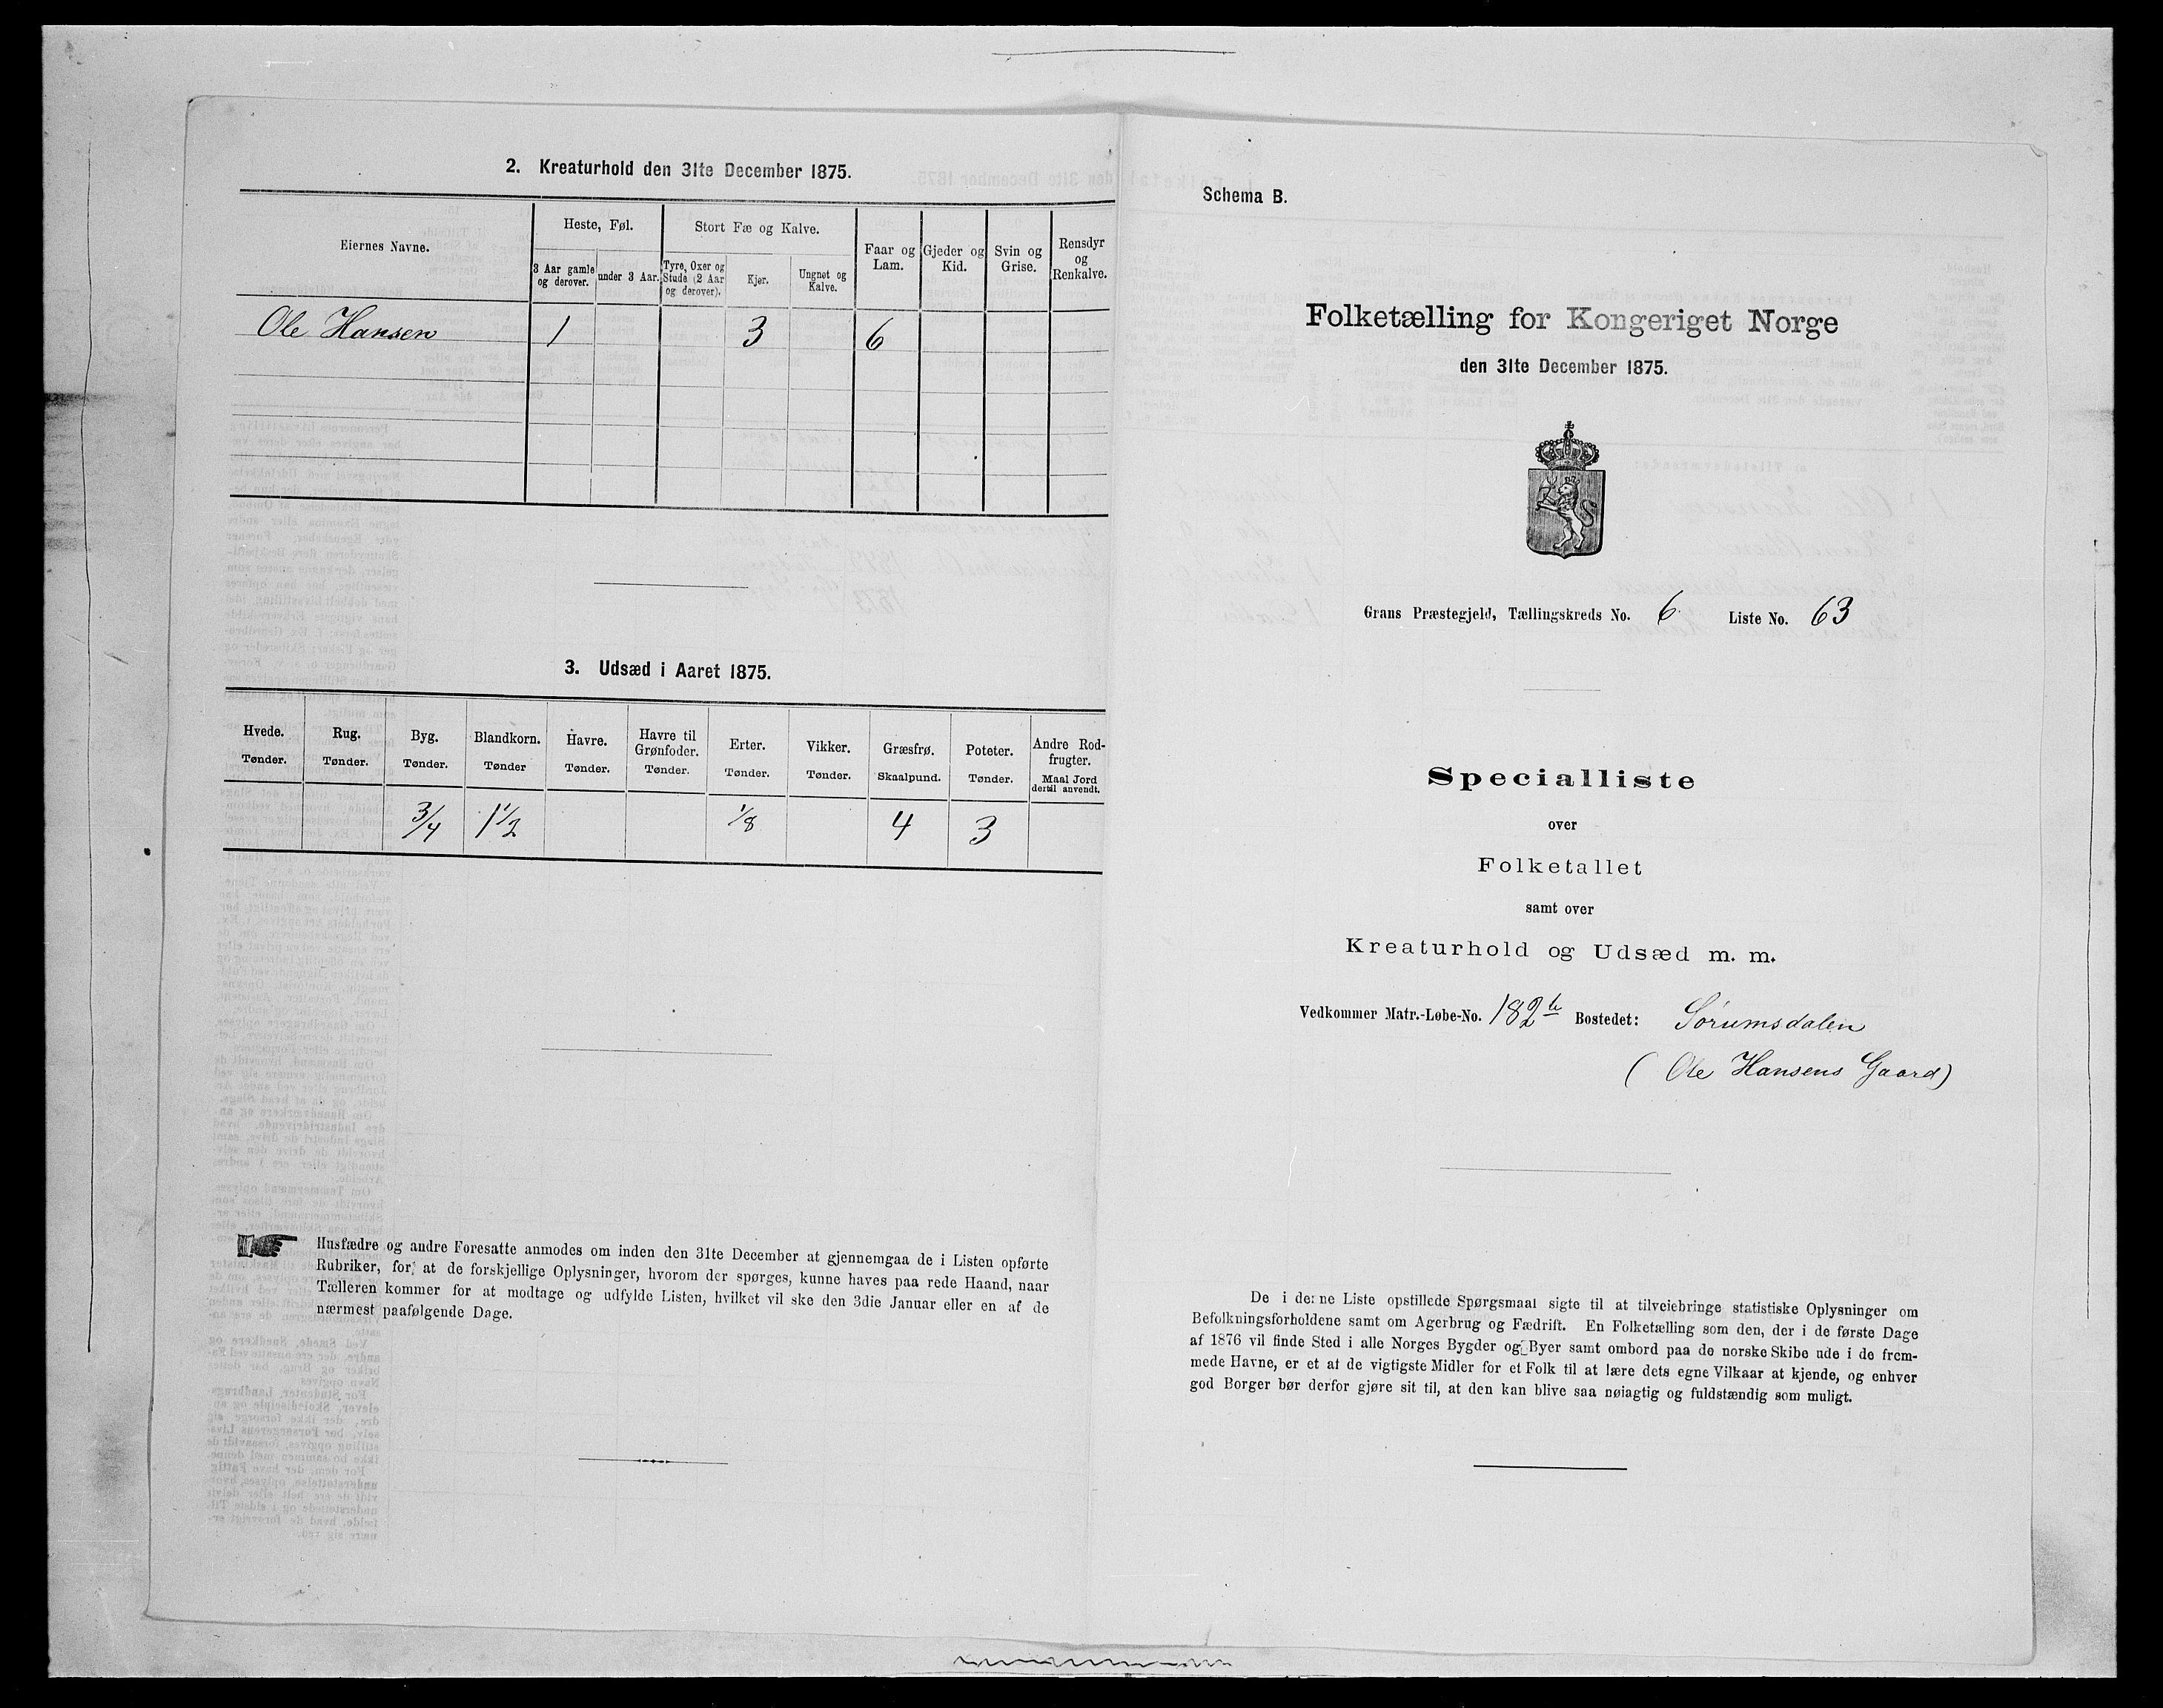 2. Kreaturhold den 31te December 1875.
Eiernes Navne.
Heste, Føl.
Stort Fæ og Kalve.
Faar og
Lam.
Gjeder og
Kid.
Svin og
Grise.
Rensdyr
og
Renkalve.
3 Aar gamle
og derover.
under 3 Aar.
Tyre, Oxer og
Stude (2 Aar
og derover).
Kjør.
Ungnet og
Kalve.
Ole Hansen 1 3 6
3. Udsæd i Aaret 1875.
Hvede.
Tønder.
Rug.
Tønder.
Byg.
Tønder.
Blandkorn.
Tønder
Havre.
Tønder.
Havre til
Grønfoder.
Tønder.
Erter.
Tønder.
Vikker.
Tønder.
Græsfrø.
Skaalpund.
Poteter.
Tønder.
Andre Rod-
frugter.
Maal Jord
dertil anvendt.
3/4 1 1/2 1/8 4 3
Husfædre og andre Foresatte anmodes om inden den 31te December at gjennemgaa de i Listen opførte
Rubriker, for at de forskjellige Oplysninger, hvorom der spørges, kunne haves paa rede Haand, naar
Tælleren kommer for at modtage og udfylde Listen, hvilket vil ske den 3die Januar eller en af de
nærmest paafølgende Dage.
Schema B.
Folketælling for Kongeriget Norge
den 31te December 1875.
Grans Præstegjeld, Tællingskreds No. 6 Liste No. 63
Specialliste
over
Folketallet
samt over
Kreaturhold og Udsæd m. m.
Vedkommer Matr.-Løbe-No. 182 b Bostedet: Sørumsdalen
(Ole Hansens Gaard)
De i denne Liste opstillede Spørgsmaal sigte til at tilveiebringe statistiske Oplysninger om
Befolkningsforholdene samt om Agerbrug og Fædrift. En Folketælling som den, der i de første Dage
af 1876 vil finde Sted i alle Norges Bygder og Byer samt ombord paa de norske Skibe ude i de frem-
mede Havne, er et af de vigtigste Midler for et Folk til at lære dets egne Vilkaar at kjende, og enhver
god Borger bør derfor gjøre sit til, at den kan blive saa nøiagtig og fuldstændig som muligt.